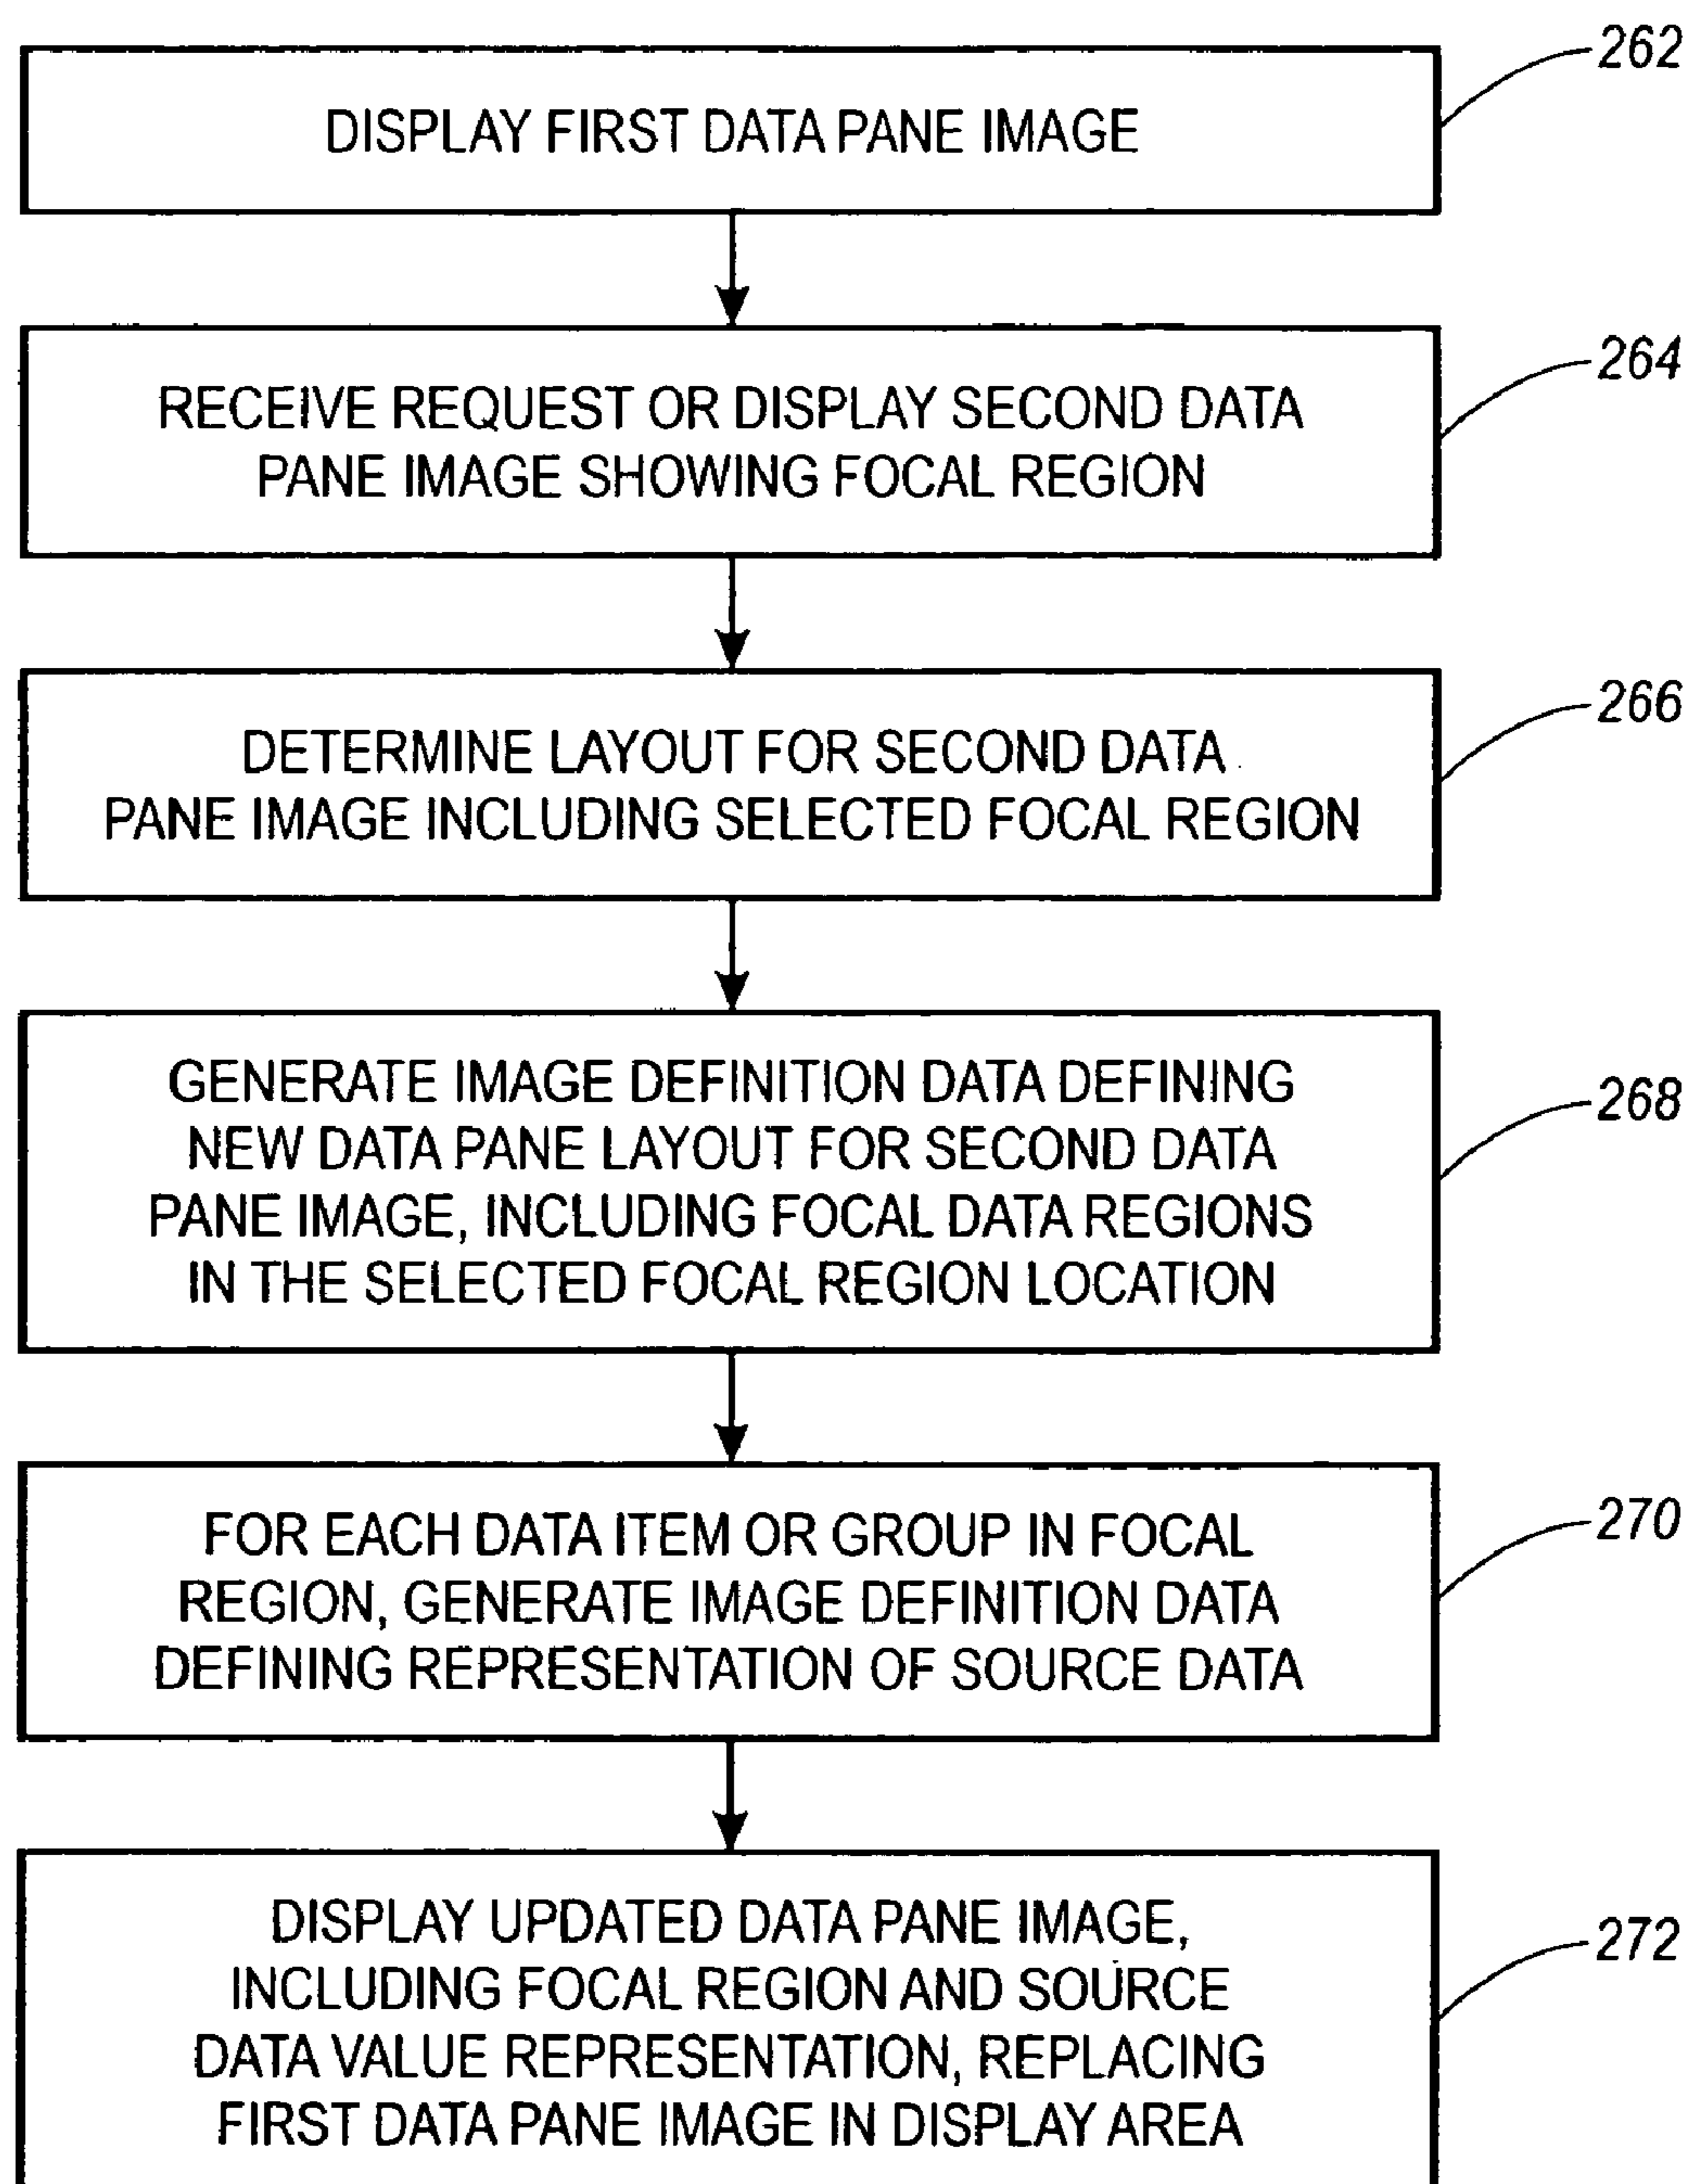 262
DISPLAY FIRST DATA PANE IMAGE
264
RECEIVE REQUEST OR DISPLAY SECOND DATA
PANE IMAGE SHOWING FOCAL REGION
266
DETERMINE LAYOUT FOR SECOND DATA
PANE IMAGE INCLUDING SELECTED FOCAL REGION
268
GENERATE IMAGE DEFINITION DATA DEFINING
NEW DATA PANE LAYOUT FOR SECOND DATA
PANE IMAGE, INCLUDING FOCAL DATA REGIONS
IN THE SELECTED FOCAL REGION LOCATION
270
FOR EACH DATA ITEM OR GROUP IN FOCAL
REGION, GENERATE IMAGE DEFINITION DATA
DEFINING REPRESENTATION OF SOURCE DATA
272
DISPLAY UPDATED DATA PANE IMAGE,
INCLUDING FOCAL REGION AND SOURCE
DATA VALUE REPRESENTATION, REPLACING
FIRST DATA PANE IMAGE IN DISPLAY AREA